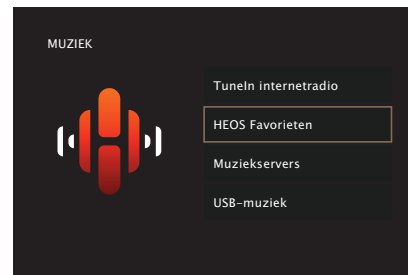 MUZIEK
TuneIn internetradio
HEOS Favorieten
Muziekservers
USB-muziek